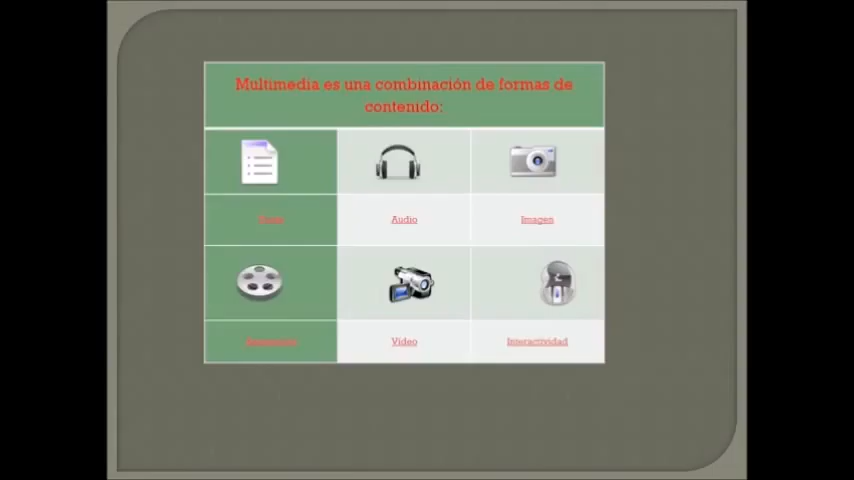 Multimedia es una combinación de formas de
contenido:
Audio
Imagen
Video
Interactividad